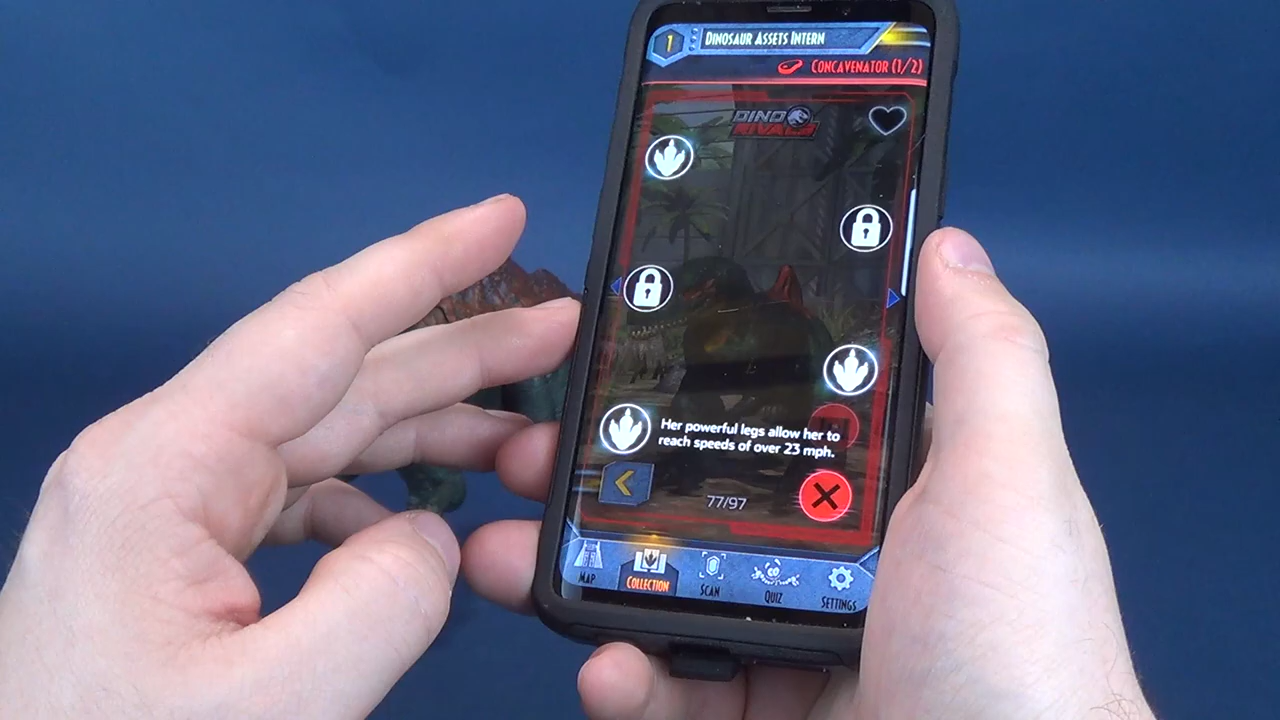 1
DINOSAUR ASSETS INTERN
CONCAVENATOR (1/2)
DINO
RIVALS
Her powerful legs allow her to
reach speeds of over 23 mph.
77/97
MAP
COLLECTION
SCAN
QUIZ
SETTINGS